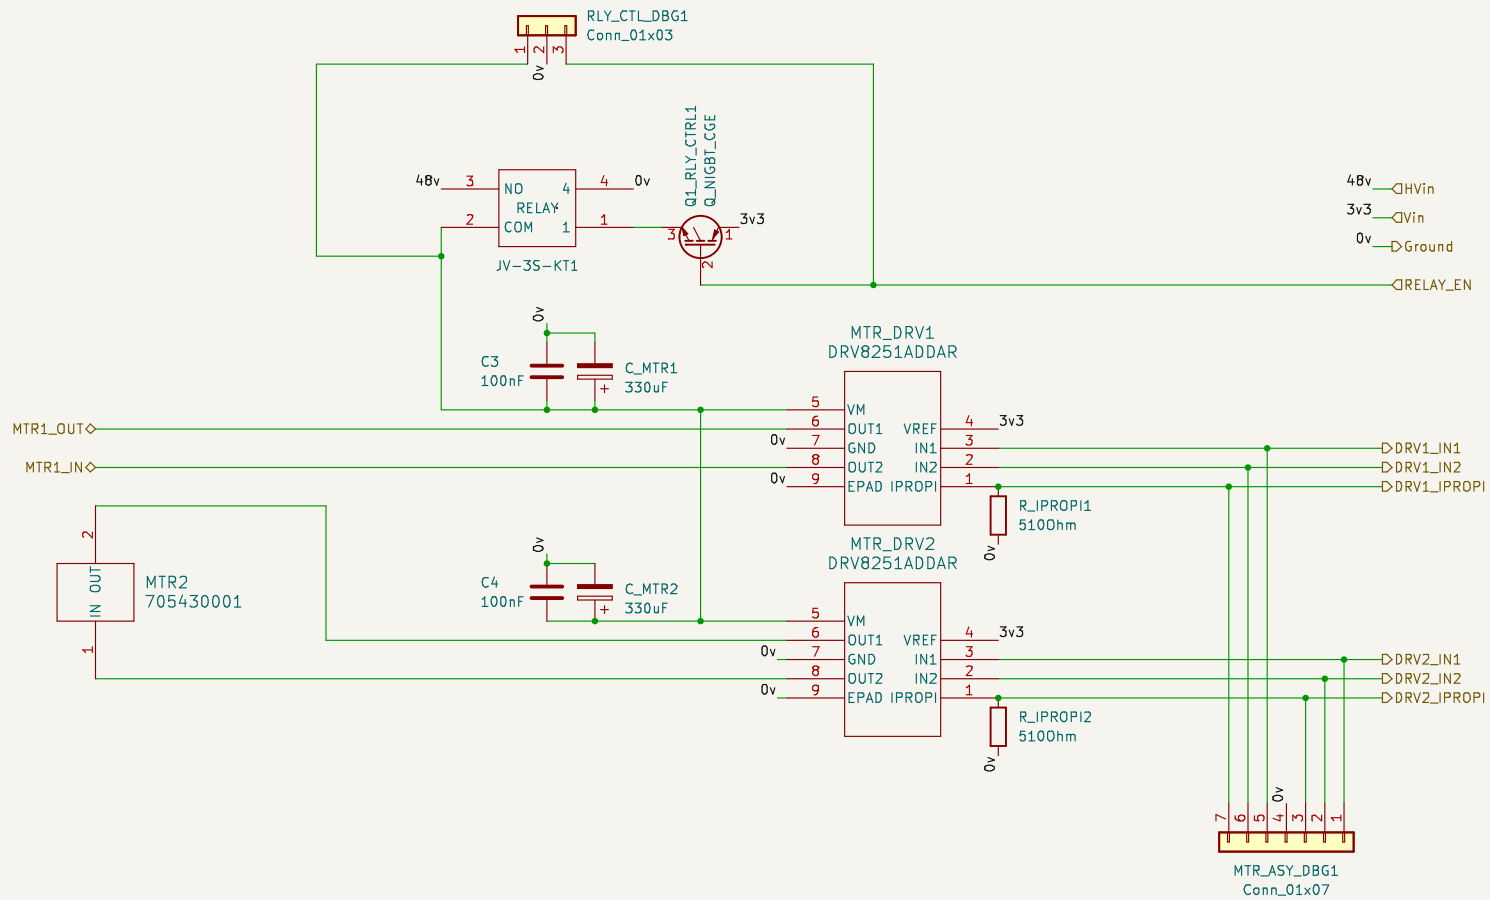 RLY_CTL_DBG1
Conn_01x03
1
2
3
0v
Q1_RLY_CTRL1
Q_NIGBT_CGE
48v
3
NO
4
4
0v
RELAY
2
COM
1
1
3
1
3v3
2
JV-3S-KT1
48v
HVin
3v3
Vin
0v
Ground
RELAY_EN
0v
C3
100nF
C_MTR1
330uF
+
MTR_DRV1
DRV8251ADDAR
5
VM
MTR1_OUT
6
OUT1
VREF
4
3v3
0v
7
GND
IN1
3
DRV1_IN1
MTR1_IN
8
OUT2
IN2
2
DRV1_IN2
0v
9
EPAD
IPROPI
1
DRV1_IPROPI
R_IPROPI1
510Ohm
0v
2
OUT
IN
1
MTR2
705430001
0v
C4
100nF
C_MTR2
330uF
+
MTR_DRV2
DRV8251ADDAR
5
VM
6
OUT1
VREF
4
3v3
0v
7
GND
IN1
3
DRV2_IN1
8
OUT2
IN2
2
DRV2_IN2
0v
9
EPAD
IPROPI
1
DRV2_IPROPI
R_IPROPI2
510Ohm
0v
0v
7
6
5
4
3
2
1
MTR_ASY_DBG1
Conn_01x07